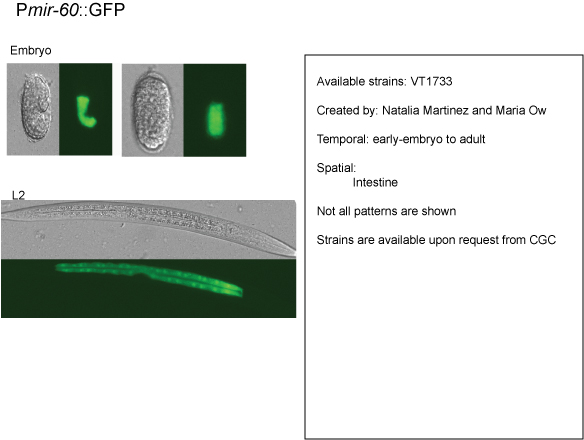 Pmir-60::GFP
Embryo
L2
Available strains: VT1733
Created by: Natalia Martinez and Maria Ow
Temporal: early-embryo to adult
Spatial:
Intestine
Not all patterns are shown
Strains are available upon request from CGC